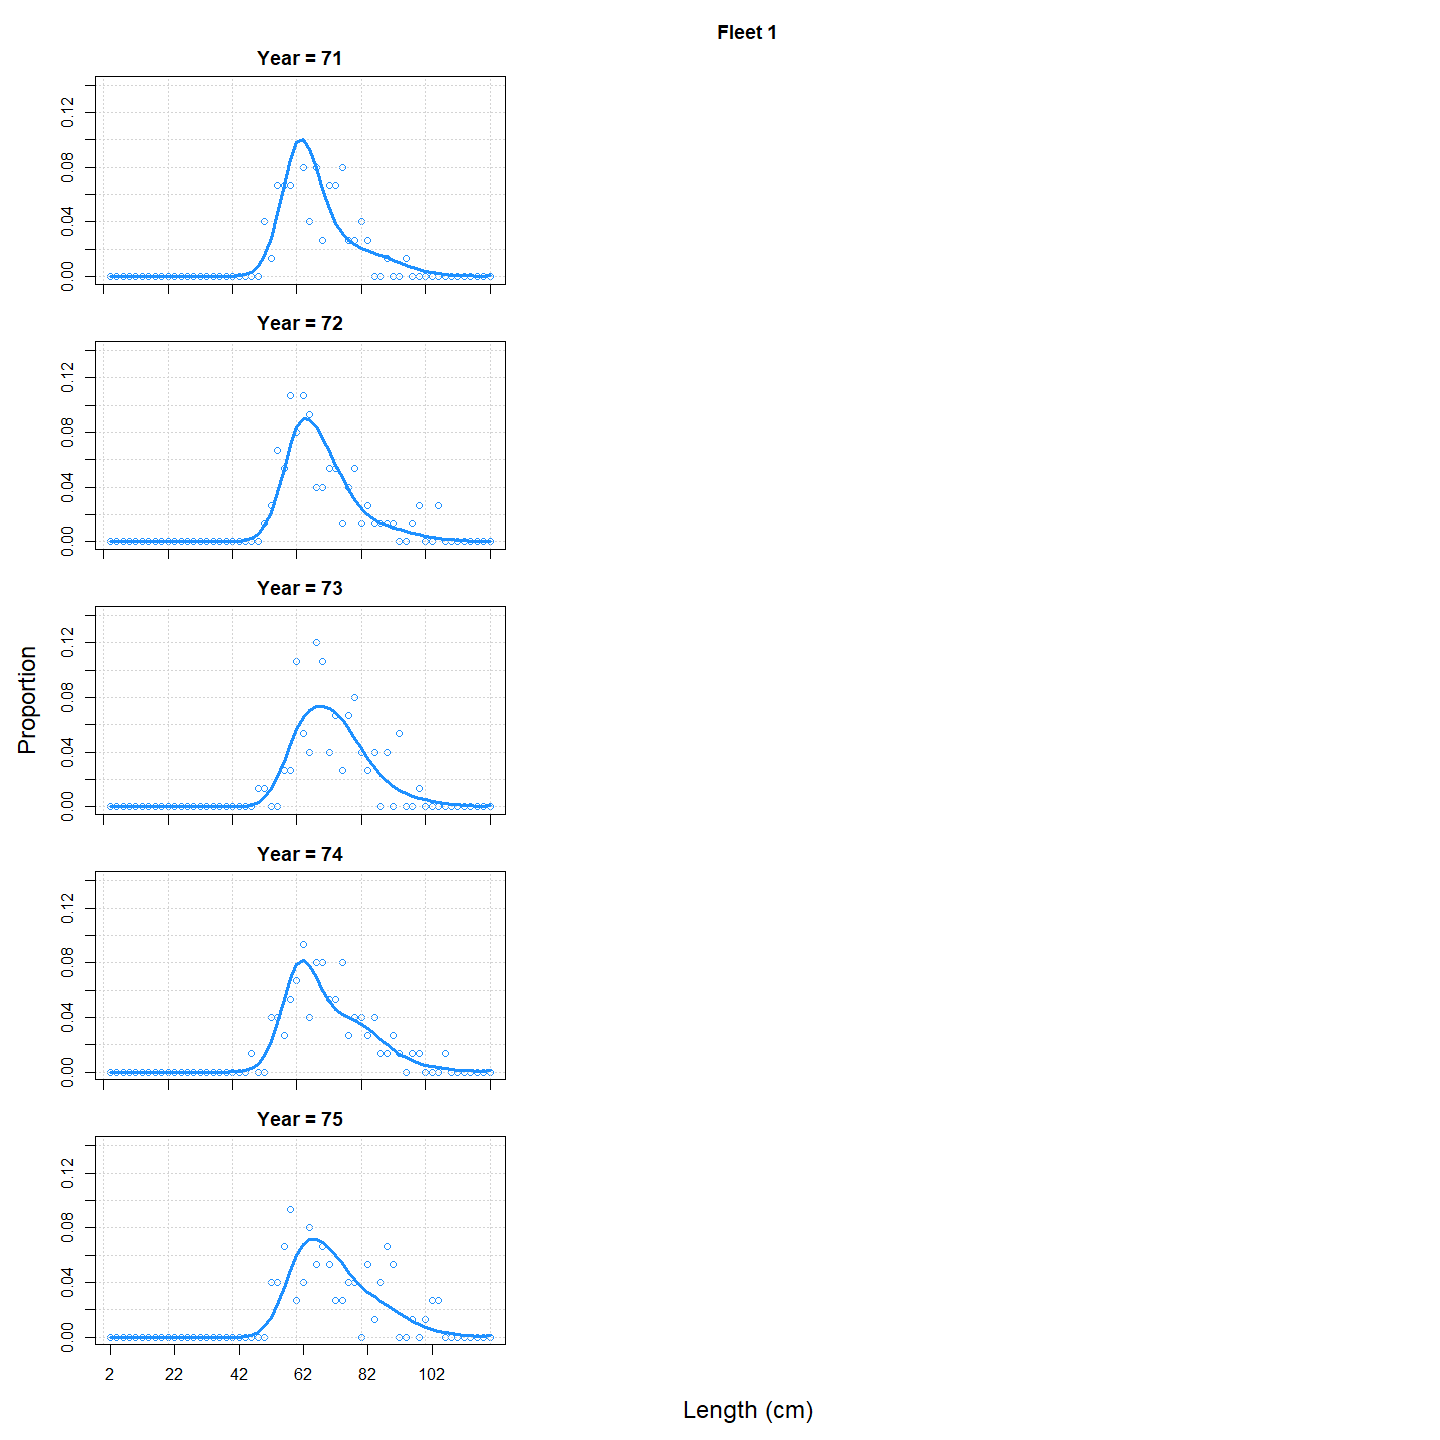 Fleet 1
Year = 71
0.00 0.04 0.08 0.12
Year = 72
0.00 0.04 0.08 0.12
Year = 73
0.00 0.04 0.08 0.12
Year = 74
0.00 0.04 0.08 0.12
Year = 75
0.00 0.04 0.08 0.12
2 22 42 62 82 102
Proportion
Length (cm)